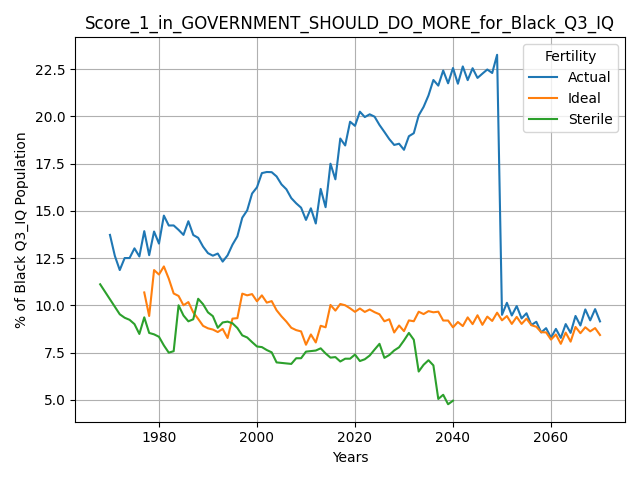 Score_1_in_GOVERNMENT_SHOULD_DO_MORE_for_Black_Q3_IQ
Fertility
Actual
Ideal
Sterile
% of Black Q3_IQ Population
22.5
20.0
17.5
15.0
12.5
10.0
7.5
5.0
1980
2000
2020
2040
2060
Years